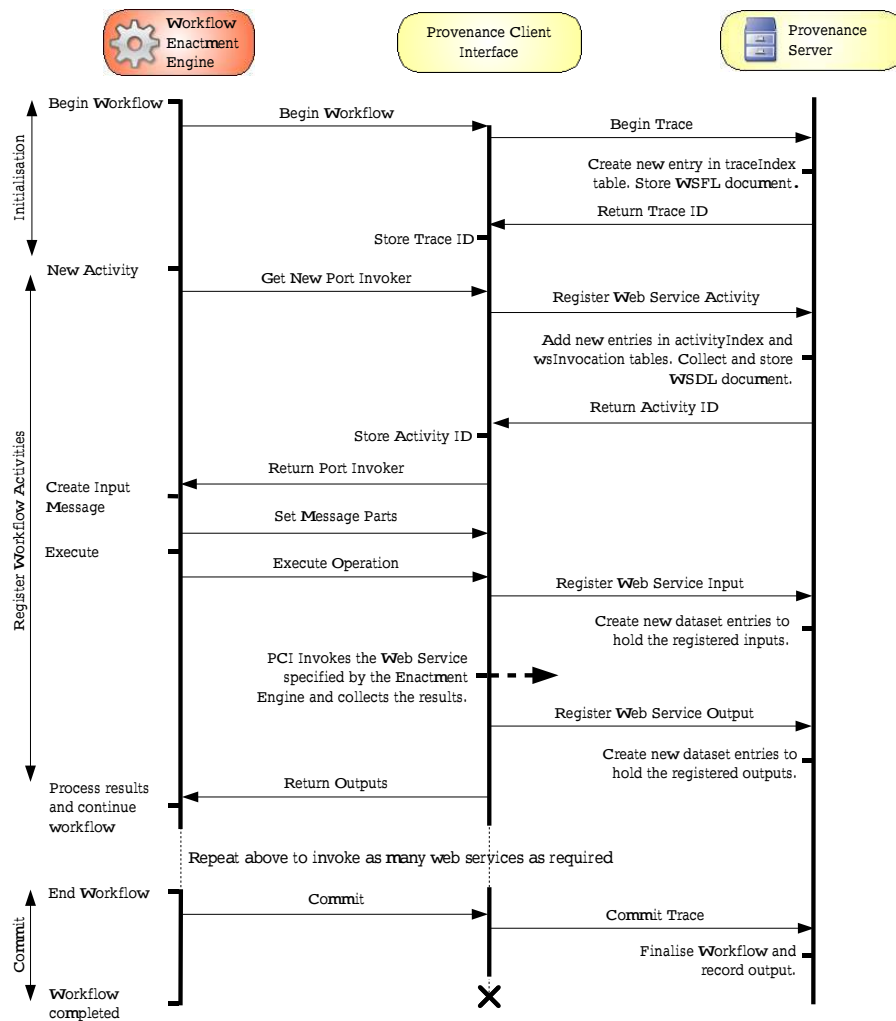 Workflow
Enactment
Engine
Provenance Client
Interface
Provenance
Server
Begin Workflow
Begin Workflow
Begin Trace
Create new entry in traceIndex
table. Store WSFL document.
Return Trace ID
Store Trace ID
Initialisation
New Activity
Get New Port Invoker
Register Web Service Activity
Add new entries in activityIndex and
wsInvocation tables. Collect and store
WSDL document.
Return Activity ID
Store Activity ID
Return Port Invoker
Create Input
Message
Set Message Parts
Execute
Execute Operation
Register Web Service Input
Create new dataset entries to
hold the registered inputs.
PCI Invokes the Web Service
specified by the Enactment
Engine and collects the results.
Register Web Service Output
Create new dataset entries to
hold the registered outputs.
Register Workflow Activities
Return Outputs
Process results
and continue
workflow
Repeat above to invoke as many web services as required
End Workflow
Commit
Commit Trace
Finalise Workflow and
record output.
Commit
Workflow
completed